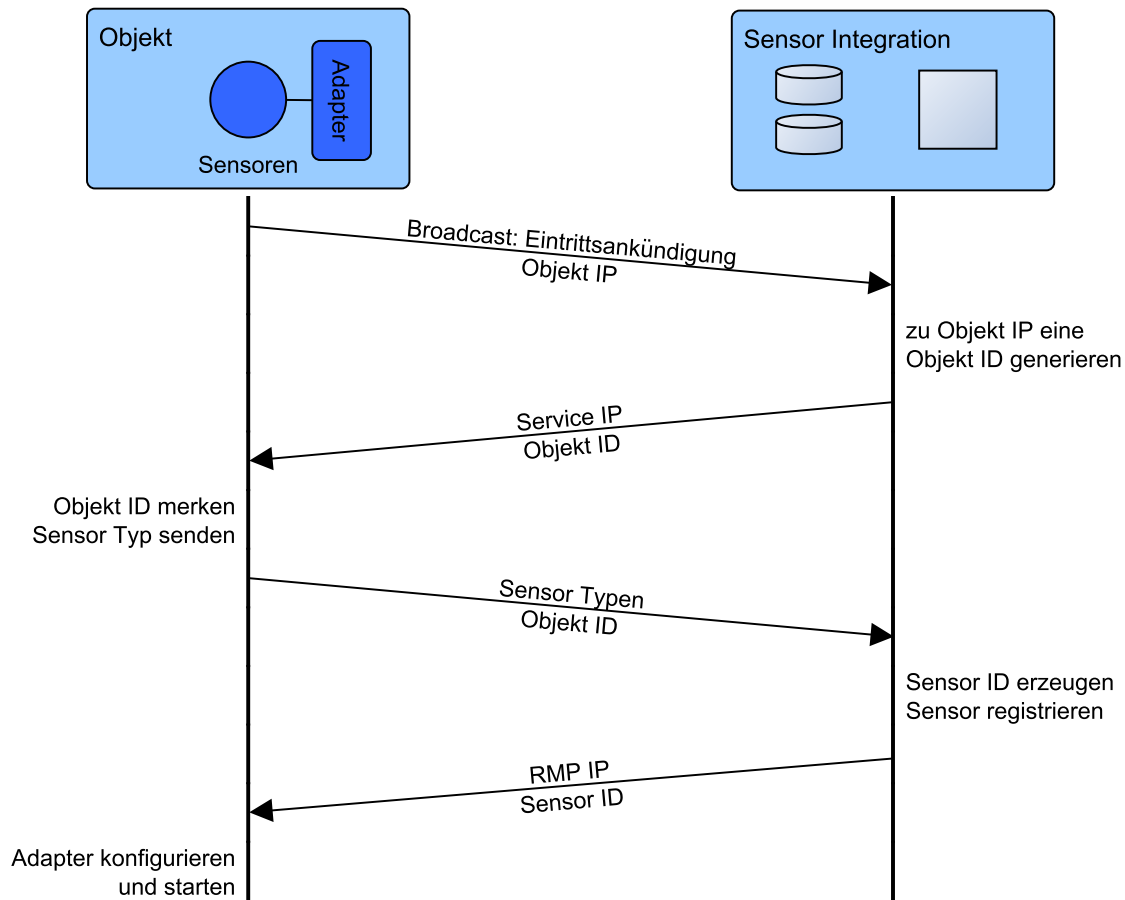 Objekt
Adapter
Sensoren
Sensor Integration
Broadcast: Eintrittsankündigung
Objekt IP
zu Objekt IP eine
Objekt ID generieren
Service IP
Objekt ID
Objekt ID merken
Sensor Typ senden
Sensor Typen
Objekt ID
Sensor ID erzeugen
Sensor registrieren
RMP IP
Sensor ID
Adapter konfigurieren
und starten